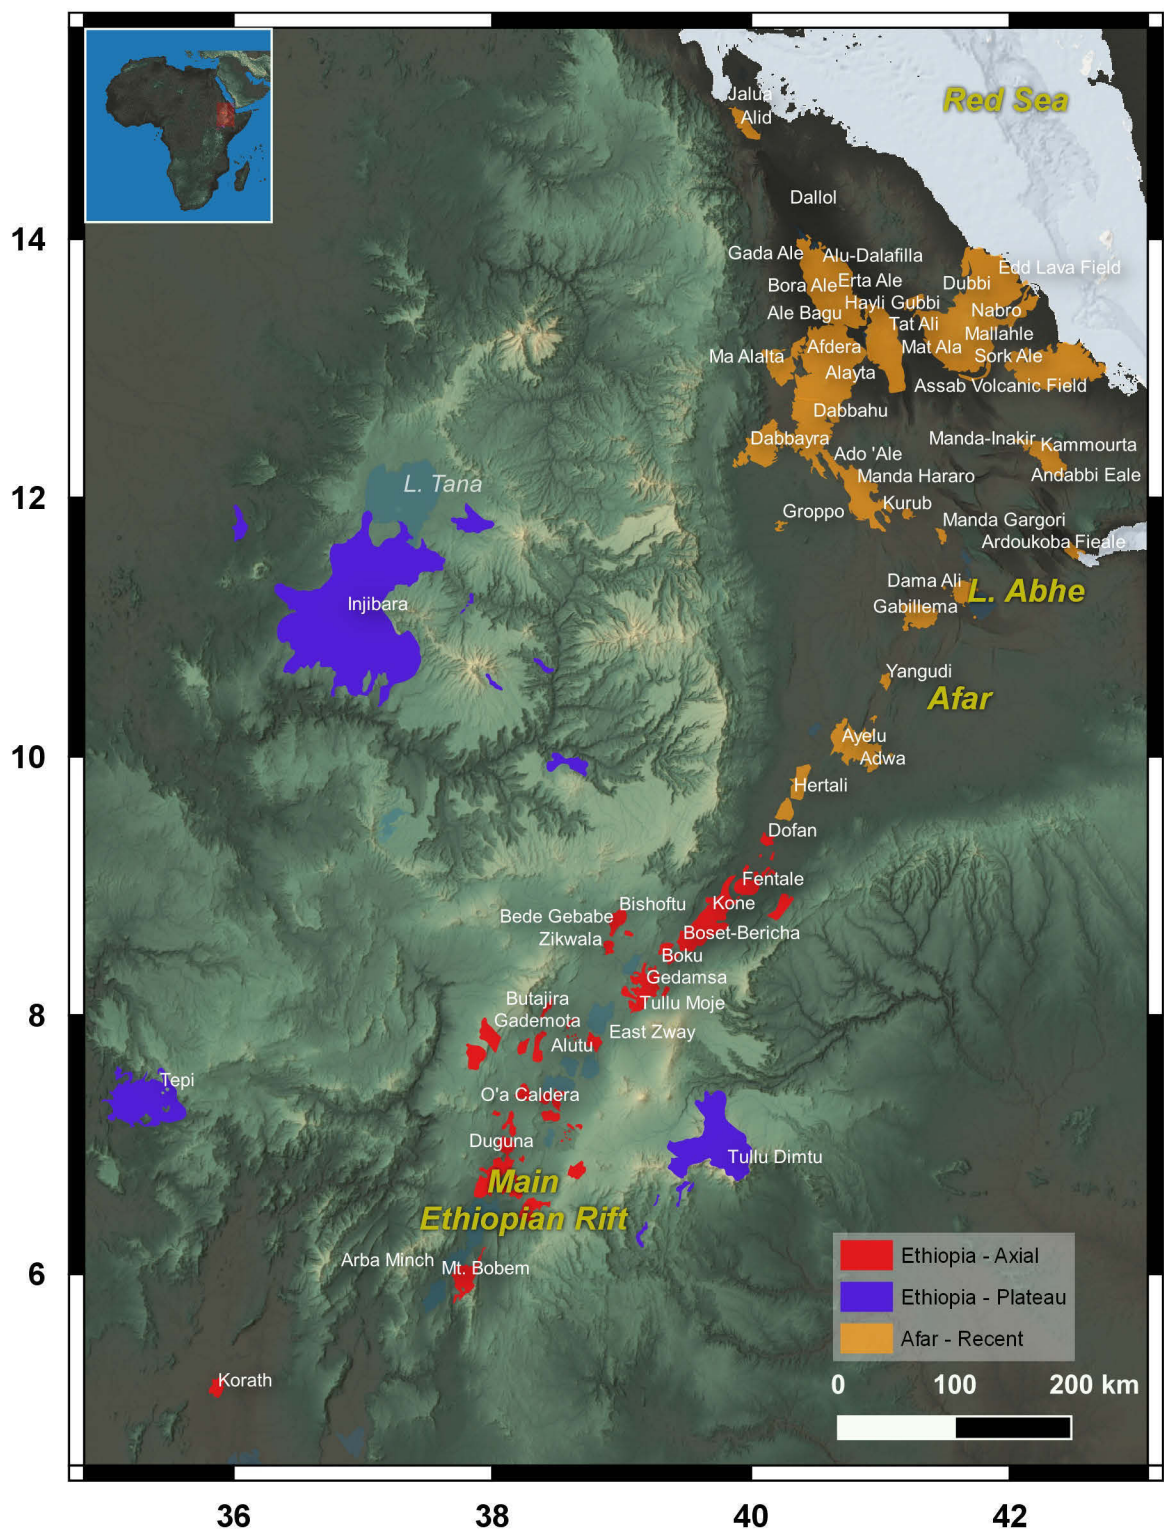 Red Sea
Jalua
Alid
Dallol
14
Gada Ale
Alu-Dalafilla
Edd Lava Field
Bora Ale
Erta Ale
Dubbi
Hayli Gubbi
Ale Bagu
Nabro
Tat Ali
Mallahle
Afdera
Mat Ala
Ma Alalta
Sork Ale
Alayta
Assab Volcanic Field
Dabbahu
Dabbayra
Manda-Inakir
Kammourta
Ado 'Ale
Manda Hararo
Andabbi Eale
L. Tana
12
Kurub
Groppo
Manda Gargori
Ardoukoba
Fieale
Dama Ali
L. Abhe
Injibara
Gabillema
Yangudi
Afar
Ayelu
10
Adwa
Hertali
Dofan
Fentale
Bishoftu
Kone
Bede Gebabe
Zikwala
Boset-Bericha
Boku
Gedamsa
Butajira
Tullu Moje
8
Gademota
East Zway
Alutu
Tepi
O'a Caldera
Duguna
Tullu Dimtu
Main
Ethiopian Rift
Arba Minch
Mt. Bobem
6
Ethiopia - Axial
Ethiopia - Plateau
Afar - Recent
Korath
0 100 200 km
36 38 40 42